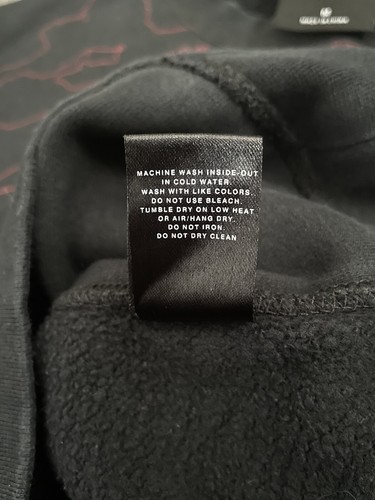 MACHINE WASH INSIDE-OUT
IN COLD WATER.
WASH WITH LIKE COLORS.
DO NOT USE BLEACH.
TUMBLE DRY ON LOW HEAT
OR AIR/HANG DRY.
DO NOT IRON.
DO NOT DRY CLEAN